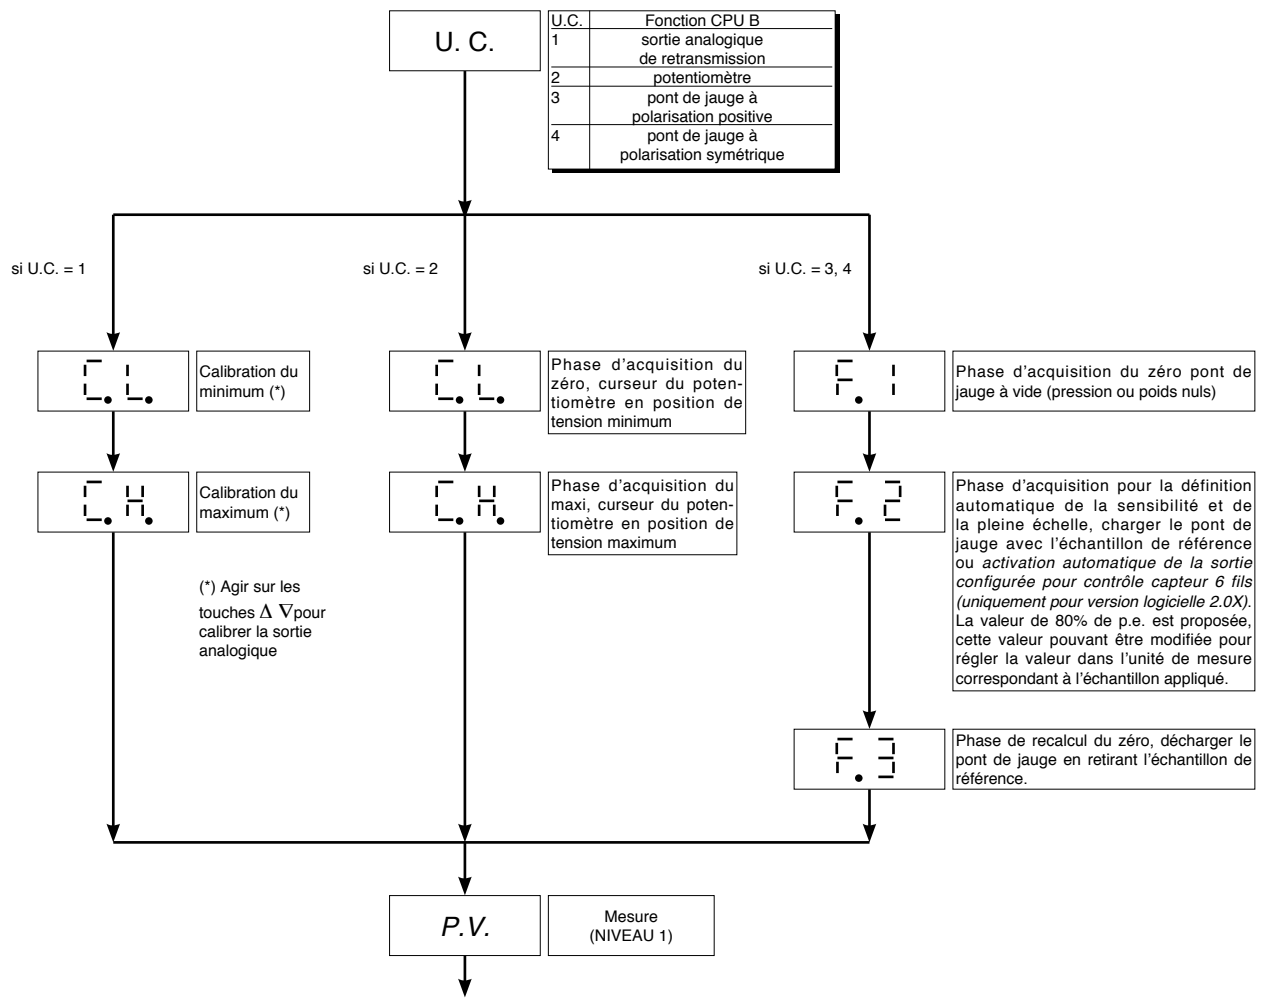 U. C.
U.C. Fonction CPU B
1 sortie analogique
de retransmission
2 potentiomètre
3 pont de jauge à
polarisation positive
4 pont de jauge à
polarisation symétrique
si U.C. = 1
si U.C. = 2
si U.C. = 3, 4
C.L.
Calibration du
minimum (*)
C.L.
Phase d'acquisition du
zéro, curseur du poten-
tiomètre en position de
tension minimum
F.1
Phase d'acquisition du zéro pont de
jauge à vide (pression ou poids nuls)
C.H.
Calibration du
maximum (*)
C.H.
Phase d'acquisition du
maxi, curseur du poten-
tiomètre en position de
tension maximum
F.2
Phase d'acquisition pour la définition
automatique de la sensibilité et de
la pleine échelle, charger le pont de
jauge avec l'échantillon de référence
ou activation automatique de la sortie
configurée pour contrôle capteur 6 fils
(uniquement pour version logicielle 2.0X).
La valeur de 80% de p.e. est proposée,
cette valeur pouvant être modifiée pour
régler la valeur dans l'unité de mesure
correspondant à l'échantillon appliqué.
(*) Agir sur les
touches Δ ∇pour
calibrer la sortie
analogique
F.3
Phase de recalcul du zéro, décharger le
pont de jauge en retirant l'échantillon de
référence.
P.V.
Mesure
(NIVEAU 1)